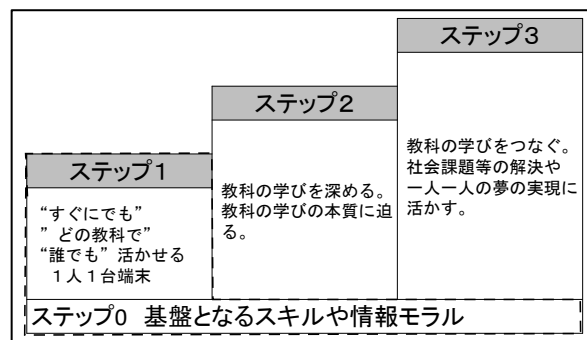 ステップ3
ステップ2
教科の学びをつなぐ。
社会課題等の解決や
一人一人の夢の実現に
活かす。
ステップ1
教科の学びを深める。
教科の学びの本質に迫
る。
“すぐにでも”
”どの教科で”
“誰でも”活かせる
1人1台端末
ステップ0 基盤となるスキルや情報モラル